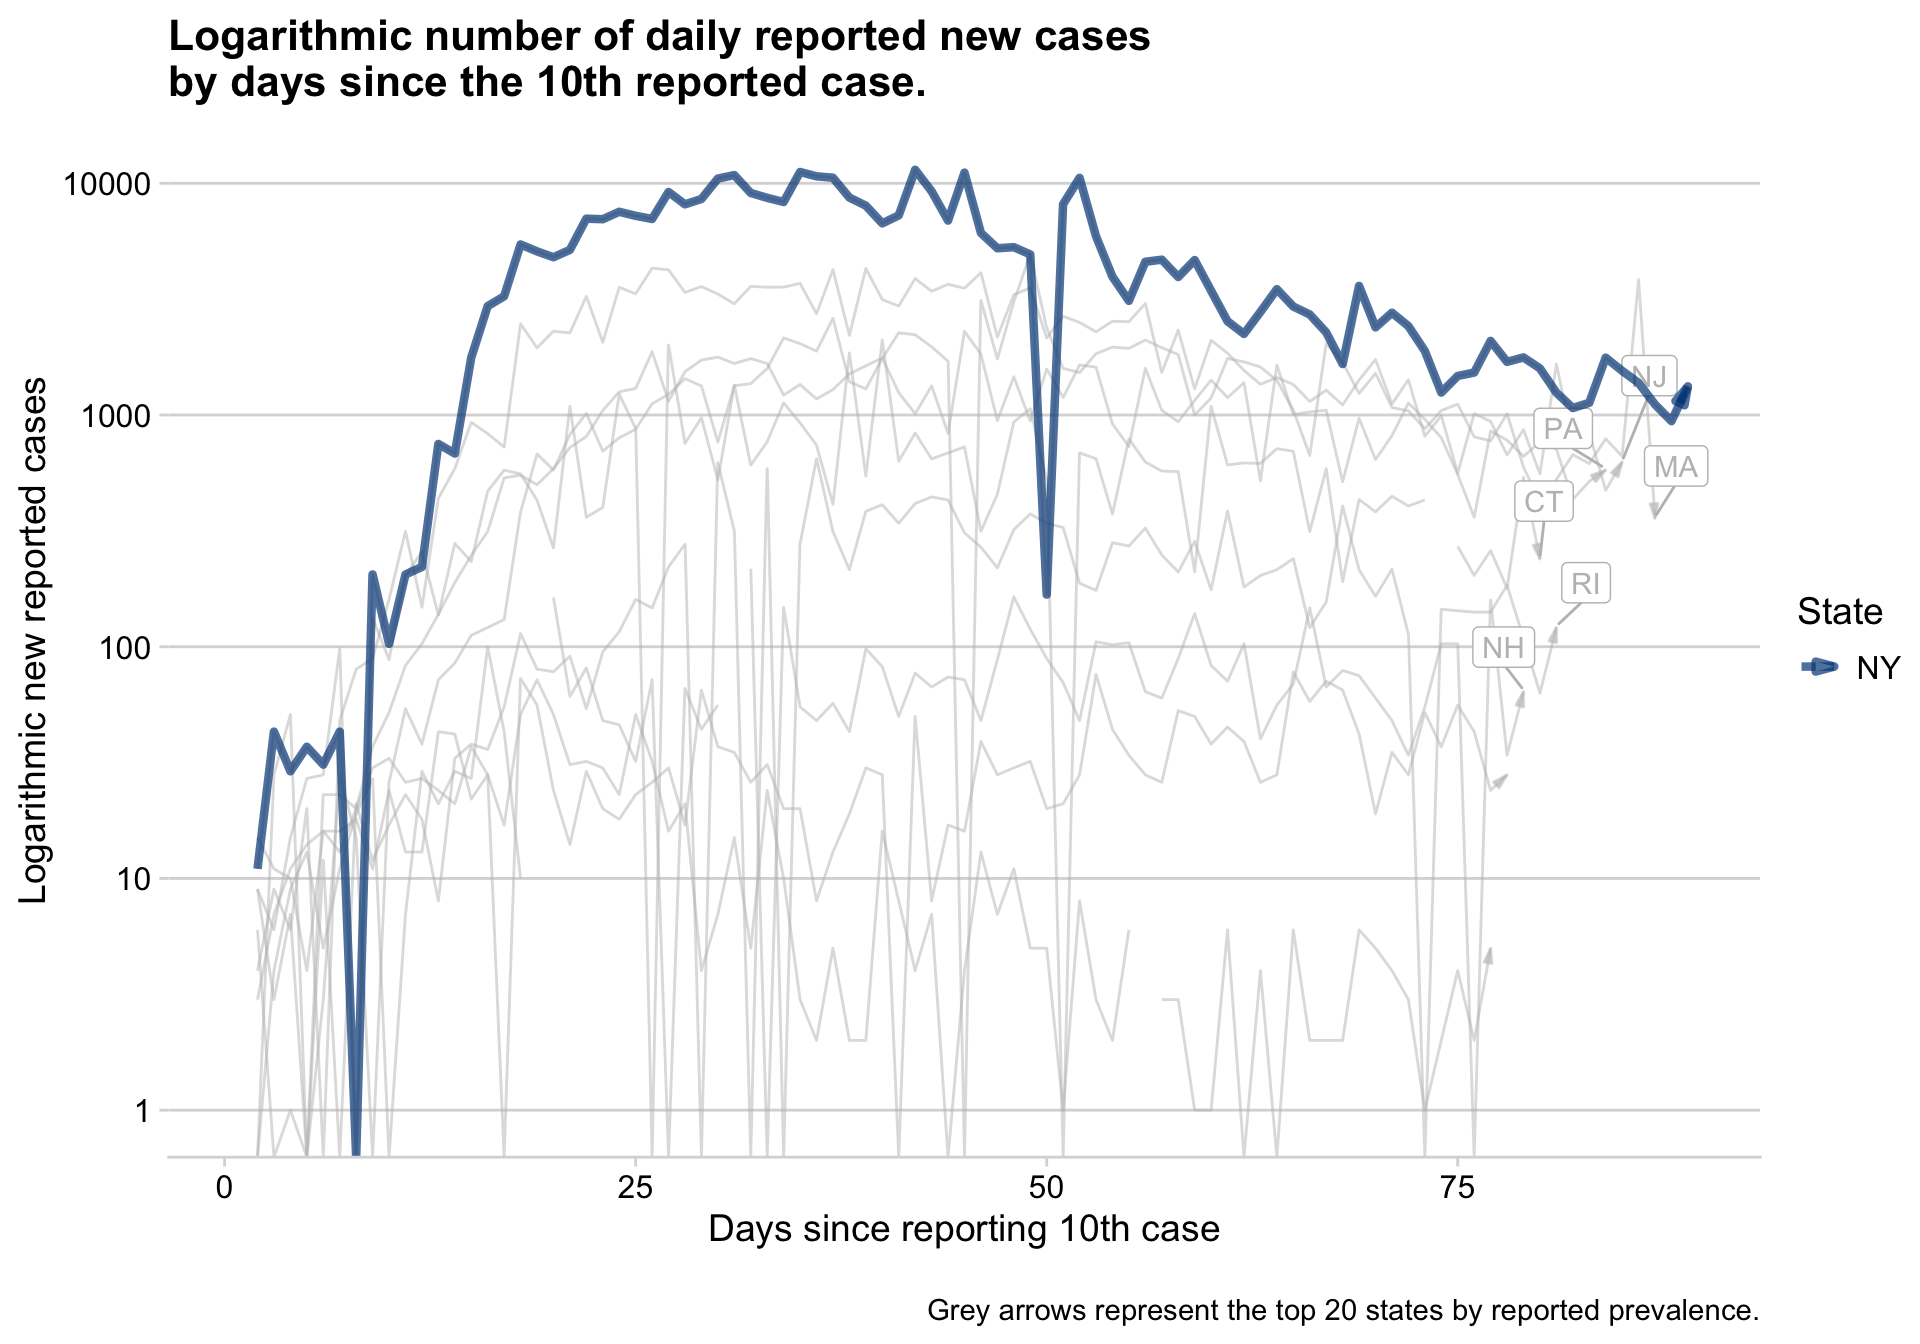 Logarithmic number of daily reported new cases
by days since the 10th reported case.
Logarithmic new reported cases
10000
1000
100
10
1
NJ
PA
MA
CT
RI
NH
State
NY
0
25
50
75
Days since reporting 10th case
Grey arrows represent the top 20 states by reported prevalence.